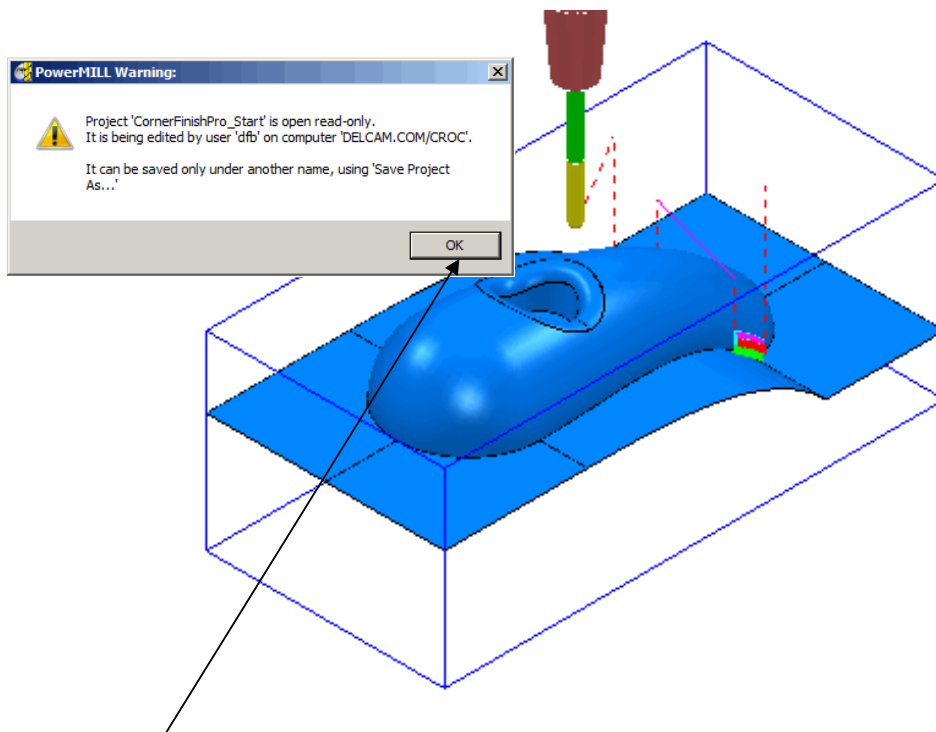 PowerMILL Warning:
Project 'CornerFinishPro_Start' is open read-only.
It is being edited by user 'dfb' on computer 'DELCAM.COM/CROC'.
It can be saved only under another name, using 'Save Project
As...'
OK